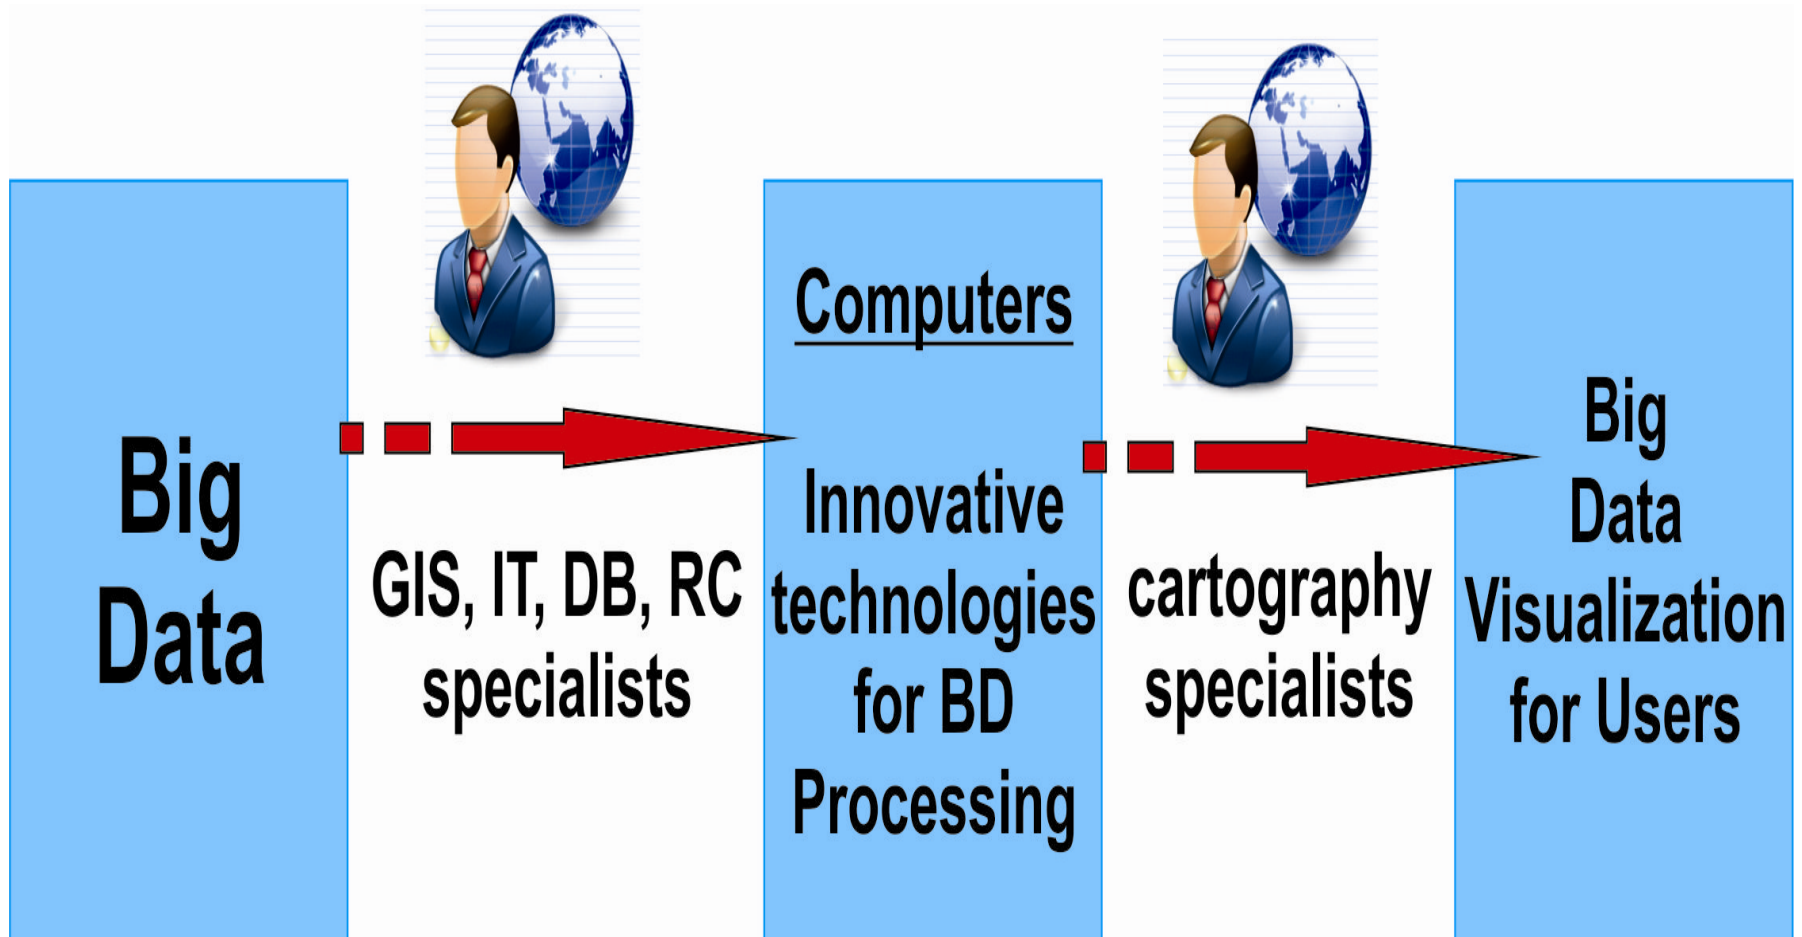 Big
Data
GIS, IT, DB, RC
specialists
Computers
Innovative
technologies
for BD
Processing
cartography
specialists
Big
Data
Visualization
for Users